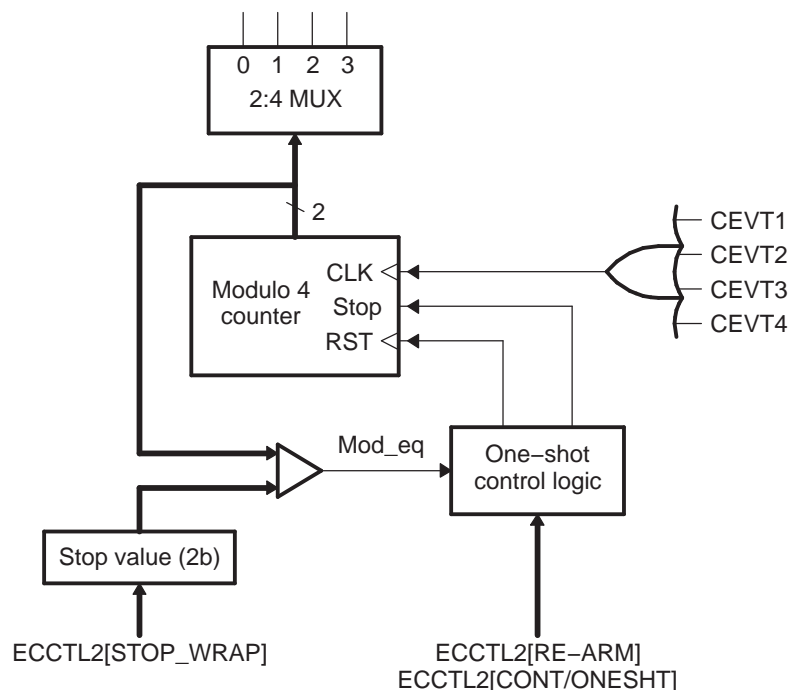 0 1 2 3
2:4 MUX
2
CEVT1
CLK
CEVT2
Modulo 4
counter
Stop
CEVT3
RST
CEVT4
Mod_eq
One−shot
control logic
Stop value (2b)
ECCTL2[STOP_WRAP]
ECCTL2[RE−ARM]
ECCTL2[CONT/ONESHT]